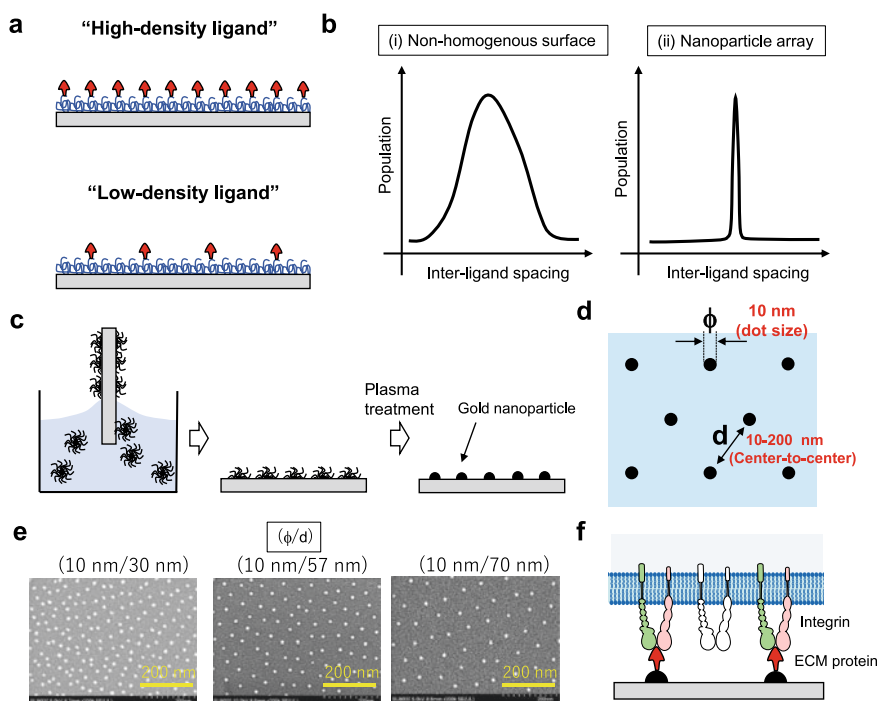 a
“High-density ligand”
“Low-density ligand”
b
(i) Non-homogenous surface
Population
Inter-ligand spacing
(ii) Nanoparticle array
Population
Inter-ligand spacing
c
Plasma
treatment
Gold nanoparticle
d
ϕ
10 nm
(dot size)
d
10-200 nm
(Center-to-center)
e
(ϕ/d)
(10 nm/30 nm)
(10 nm/57 nm)
(10 nm/70 nm)
200 nm
200 nm
200 nm
f
Integrin
ECM protein